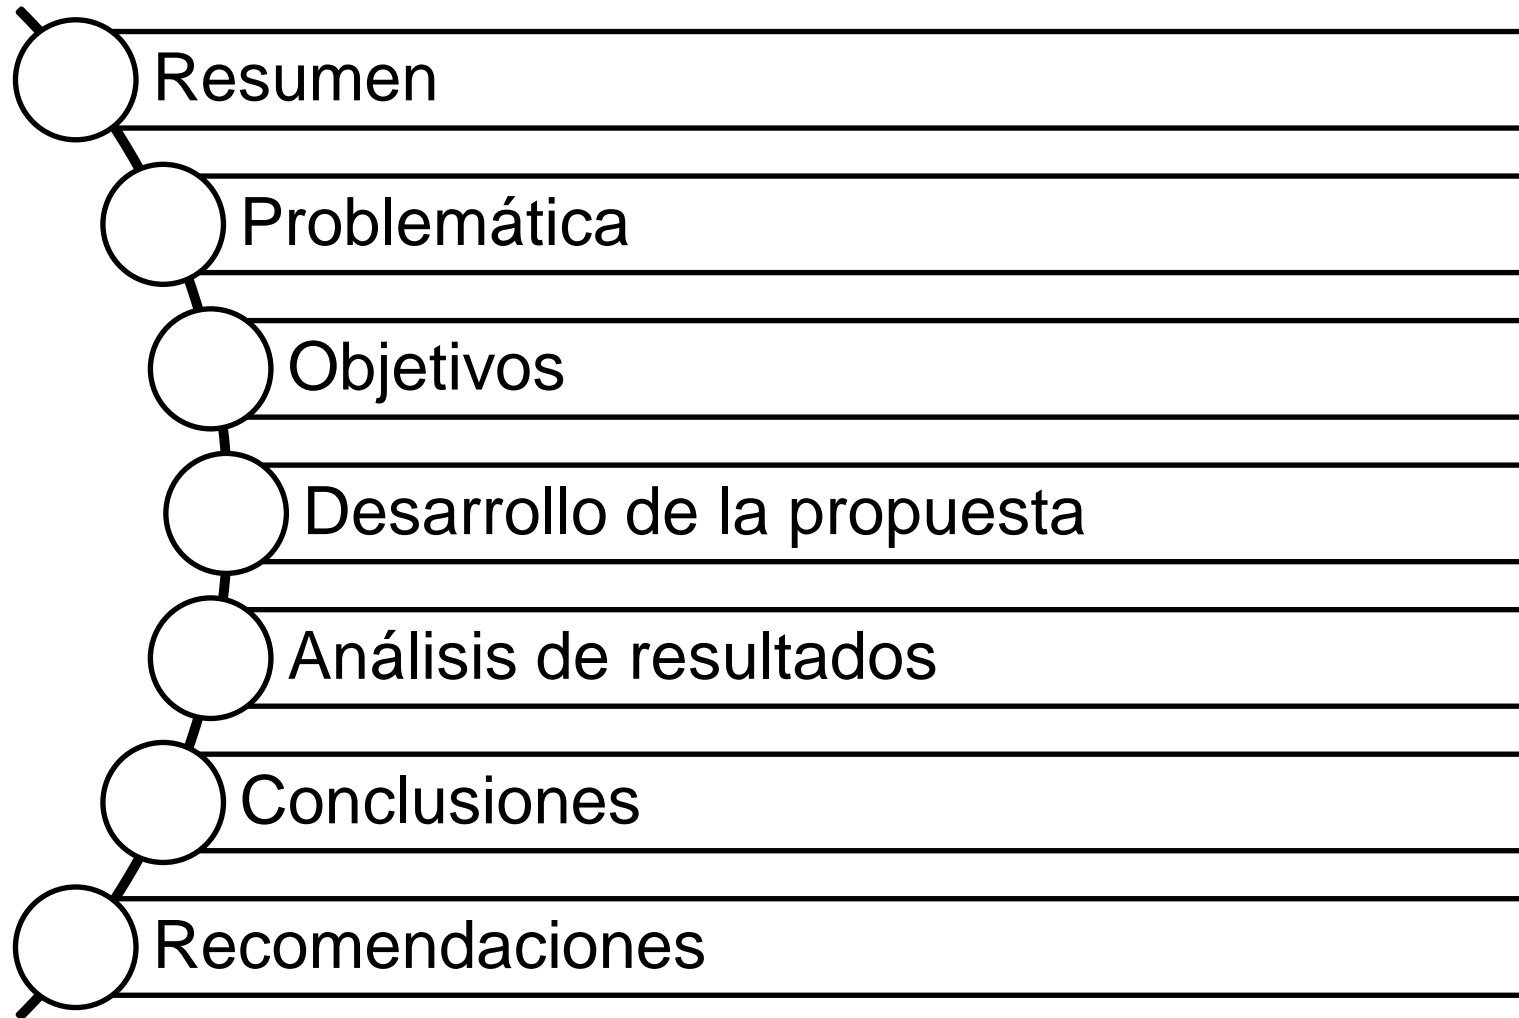 Resumen
Problemática
Objetivos
Desarrollo de la propuesta
Análisis de resultados
Conclusiones
Recomendaciones